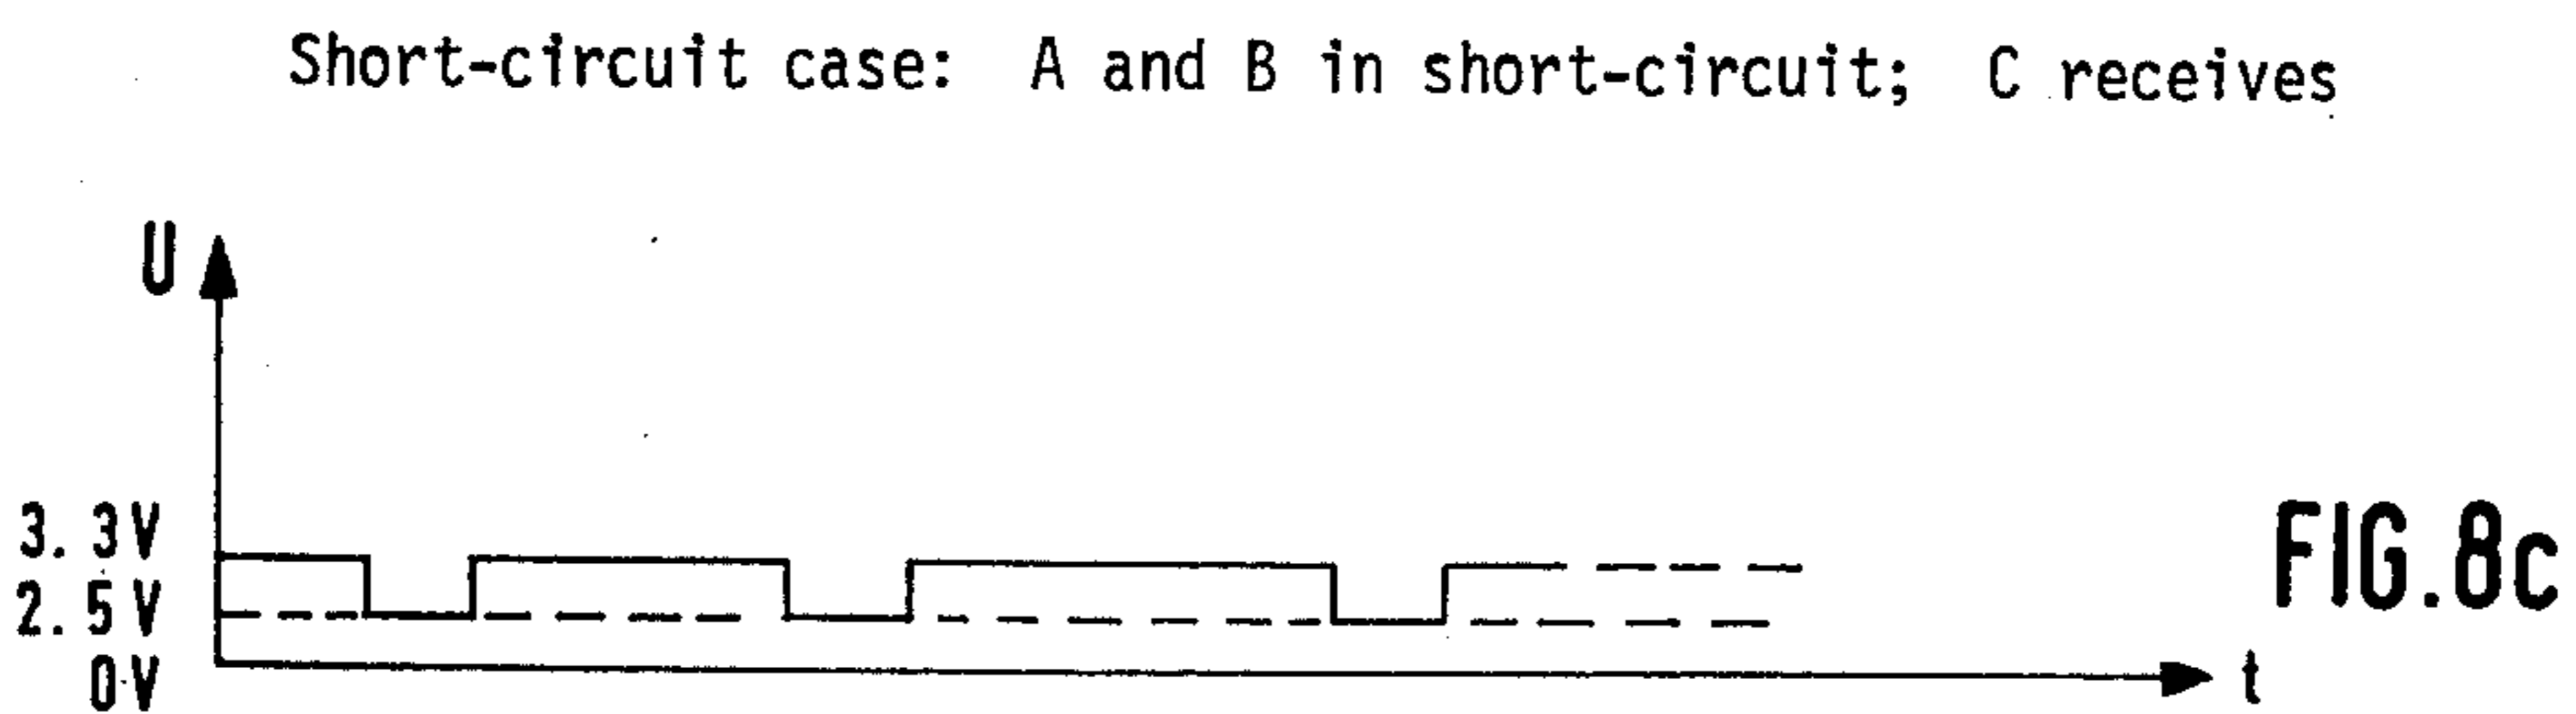 Short-circuit case: A and B in short-circuit; C receives
U
3.3V
2.5V
0V
t
FIG.8c